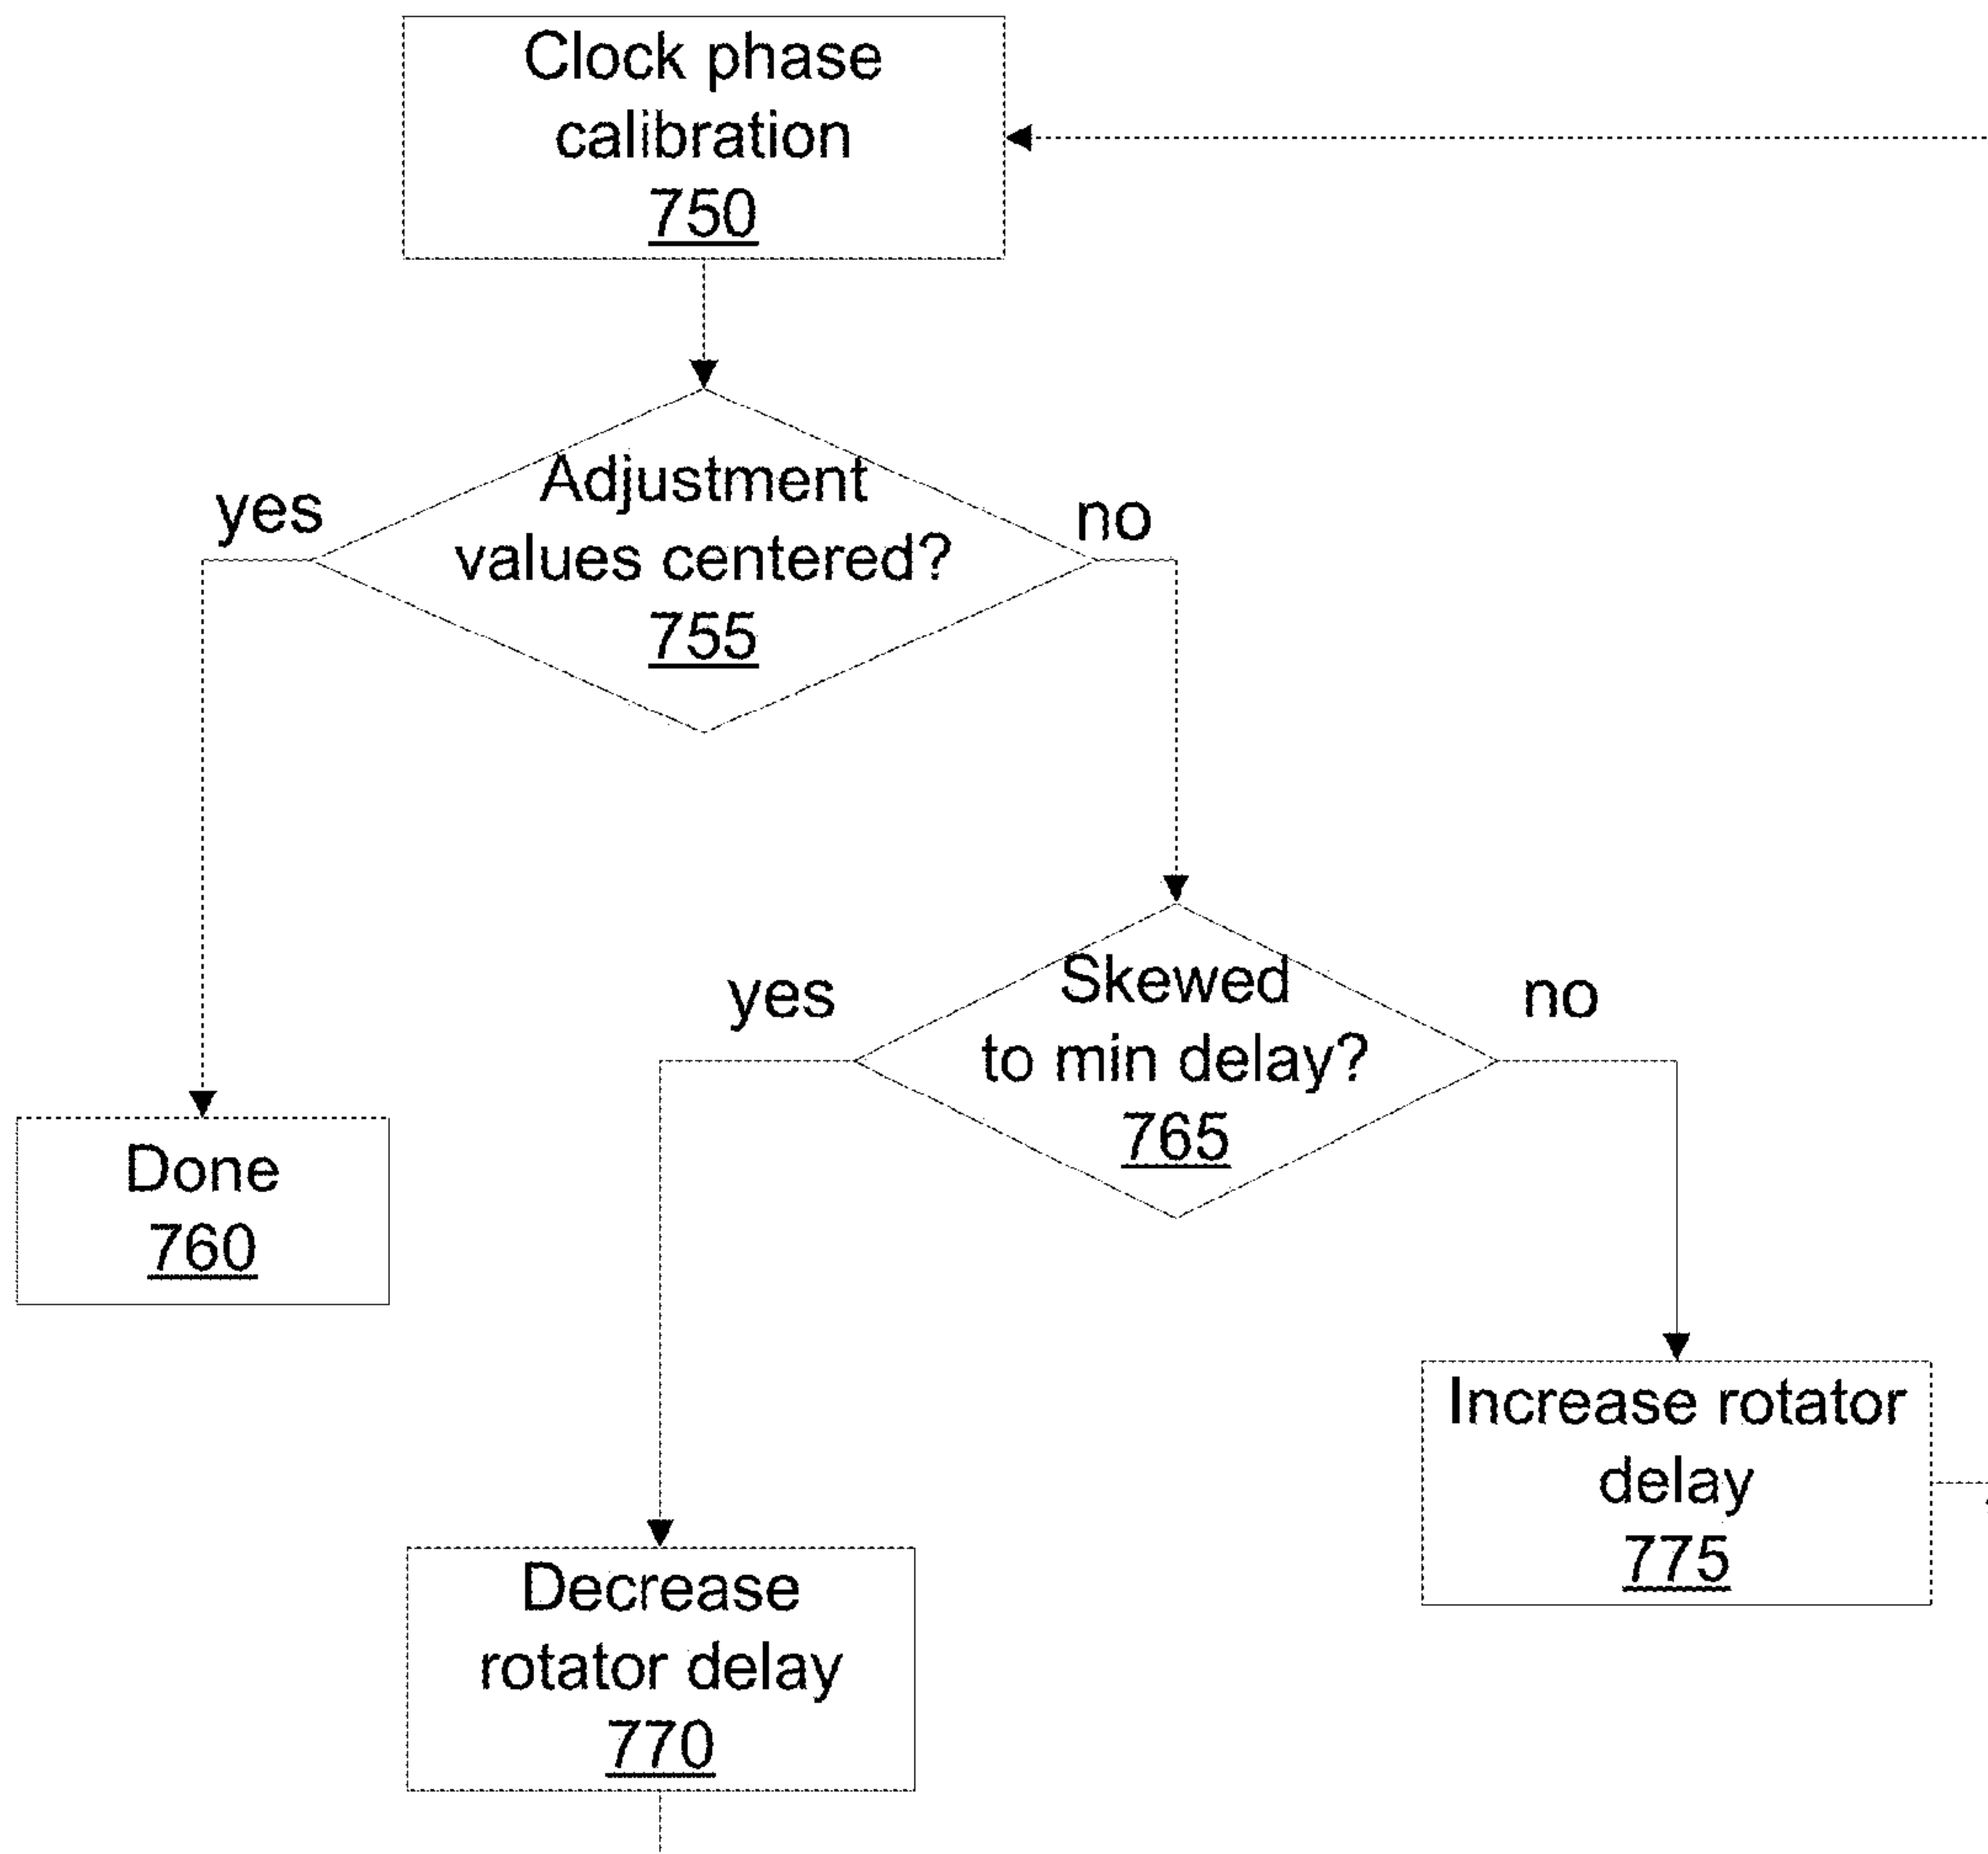 Clock phase
calibration
750
Adjustment
values centered?
755
yes
no
Skewed
to min delay?
765
yes
no
Done
760
Increase rotator
delay
775
Decrease
rotator delay
770